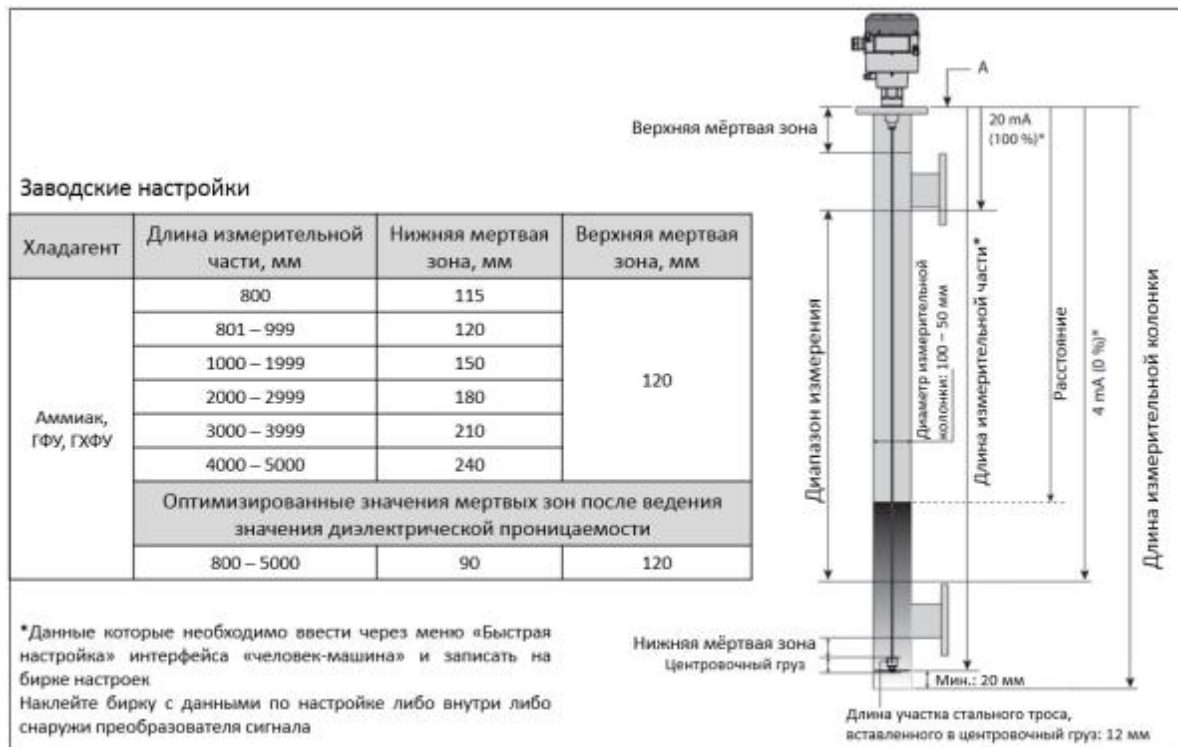 Заводские настройки
Хладагент
Длина измерительной
части, мм
Нижняя мертвая
зона, мм
Верхняя мертвая
зона, мм
Аммиак,
ГФУ, ГХФУ
800
115
801 – 999
120
1000 – 1999
150
2000 – 2999
180
3000 – 3999
210
4000 – 5000
240
120
Оптимизированные значения мертвых зон после ведения
значения диэлектрической проницаемости
800 – 5000
90
120
*Данные которые необходимо ввести через меню «Быстрая
настройка» интерфейса «человек-машина» и записать на
бирке настроек
Наклейте бирку с данными по настройке либо внутри либо
снаружи преобразователя сигнала
A
Верхняя мёртвая зона
20 mA
(100 %)*
Диапазон измерения
Диаметр измерительной
колонки: 100 – 50 мм
Длина измерительной части*
Расстояние
4 mA (0 %)*
Длина измерительной колонки
Нижняя мёртвая зона
Центровочный груз
Мин.: 20 мм
Длина участка стального троса,
вставленного в центровочный груз: 12 мм